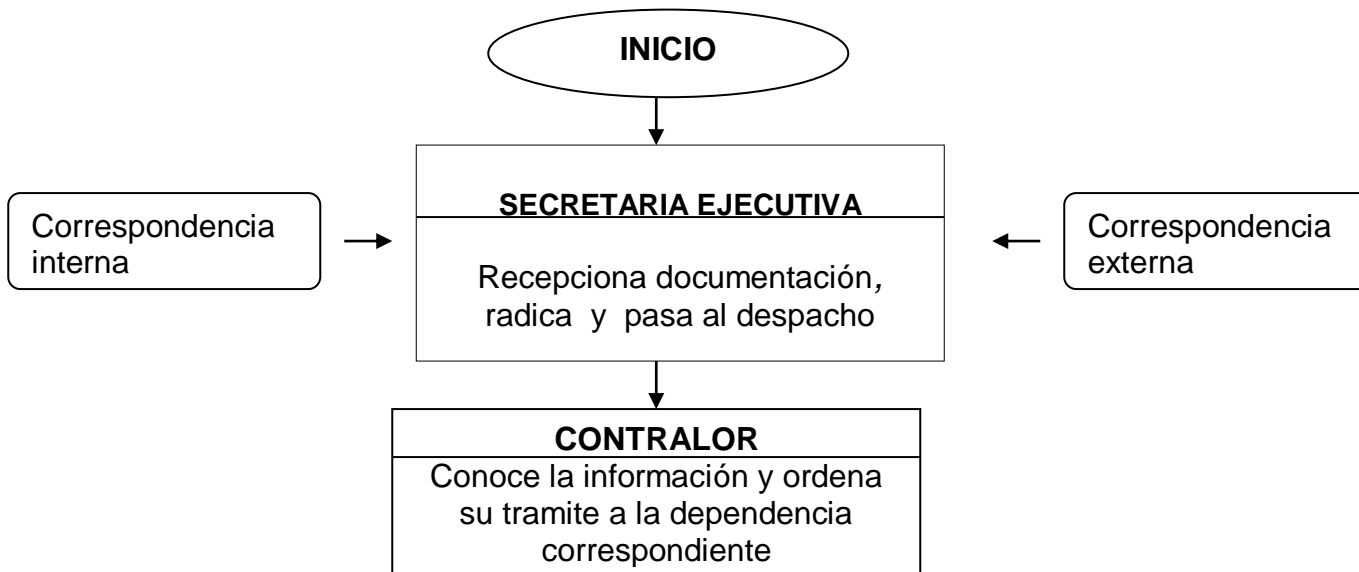 INICIO
SECRETARIA EJECUTIVA
Correspondencia
interna
Recepciona documentación,
radica y pasa al despacho
Correspondencia
externa
CONTRALOR
Conoce la información y ordena
su tramite a la dependencia
correspondiente